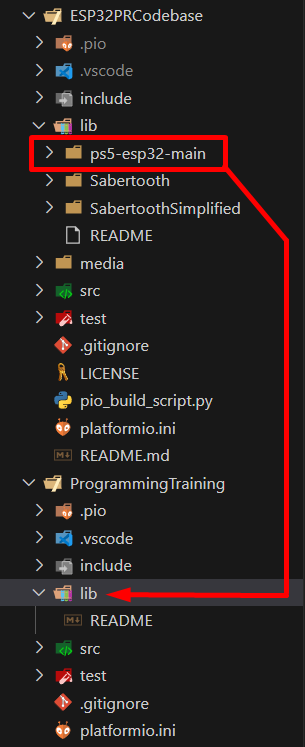 ESP32PRCodebase
.pio
.vscode
include
lib
ps5-esp32-main
Sabertooth
SabertoothSimplified
README
media
src
test
.gitignore
LICENSE
pio_build_script.py
platformio.ini
README.md
ProgrammingTraining
.pio
.vscode
include
lib
README
src
test
.gitignore
platformio.ini